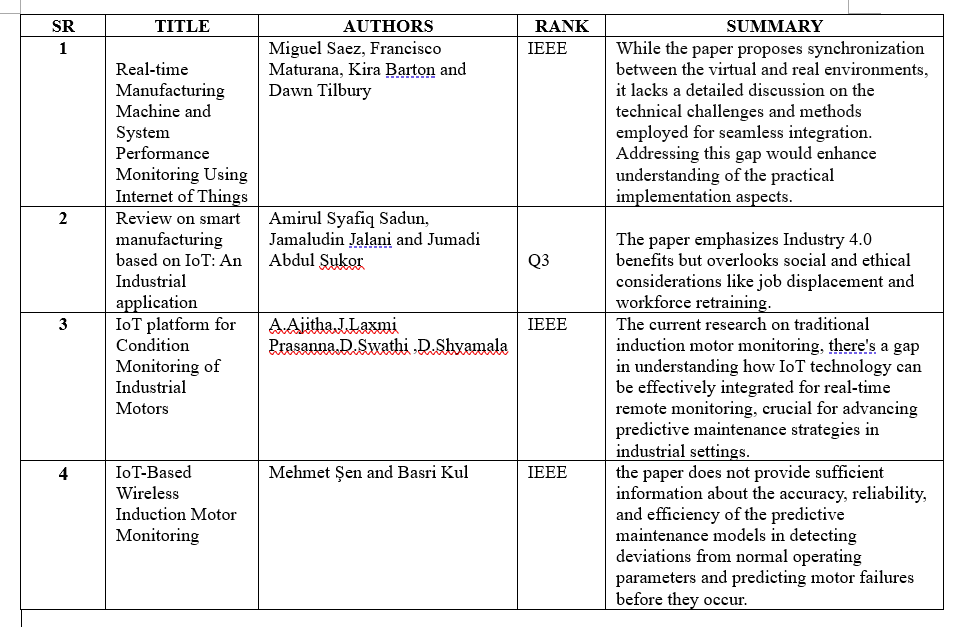 SR TITLE AUTHORS RANK SUMMARY
1
Real-time
Manufacturing
Machine and
System
Performance
Monitoring Using
Internet of Things
Miguel Saez, Francisco
Maturana, Kira Barton and
Dawn Tilbury
IEEE
While the paper proposes synchronization
between the virtual and real environments,
it lacks a detailed discussion on the
technical challenges and methods
employed for seamless integration.
Addressing this gap would enhance
understanding of the practical
implementation aspects.
2
Review on smart
manufacturing
based on IoT: An
Industrial
application
Amirul Syafiq Sadun,
Jamaludin Jalani and Jumadi
Abdul Sukor
Q3
The paper emphasizes Industry 4.0
benefits but overlooks social and ethical
considerations like job displacement and
workforce retraining.
3
IoT platform for
Condition
Monitoring of
Industrial
Motors
A.Ajitha,J.Laxmi
Prasanna,D.Swathi ,D.Shyamala
IEEE
The current research on traditional
induction motor monitoring, there's a gap
in understanding how IoT technology can
be effectively integrated for real-time
remote monitoring, crucial for advancing
predictive maintenance strategies in
industrial settings.
4
IoT-Based
Wireless
Induction Motor
Monitoring
Mehmet Şen and Basri Kul
IEEE
the paper does not provide sufficient
information about the accuracy, reliability,
and efficiency of the predictive
maintenance models in detecting
deviations from normal operating
parameters and predicting motor failures
before they occur.